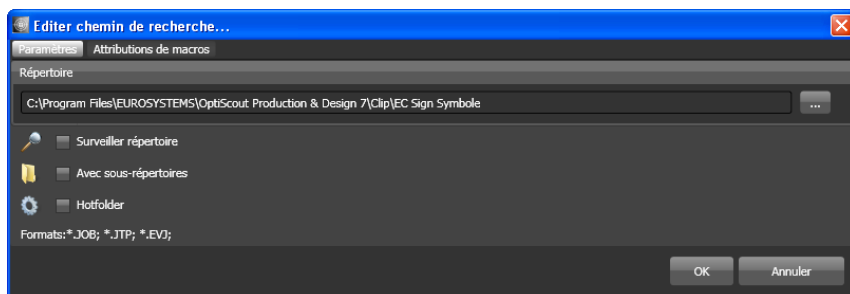 Editer chemin de recherche...
Paramètres Attributions de macros
Répertoire
C:\Program Files\EUROSYSTEMS\OptiScout Production & Design 7\Clip\EC Sign Symbole ...
Surveiller répertoire
Avec sous-répertoires
Hotfolder
Formats:*.JOB; *.JTP; *.EVJ;
OK Annuler